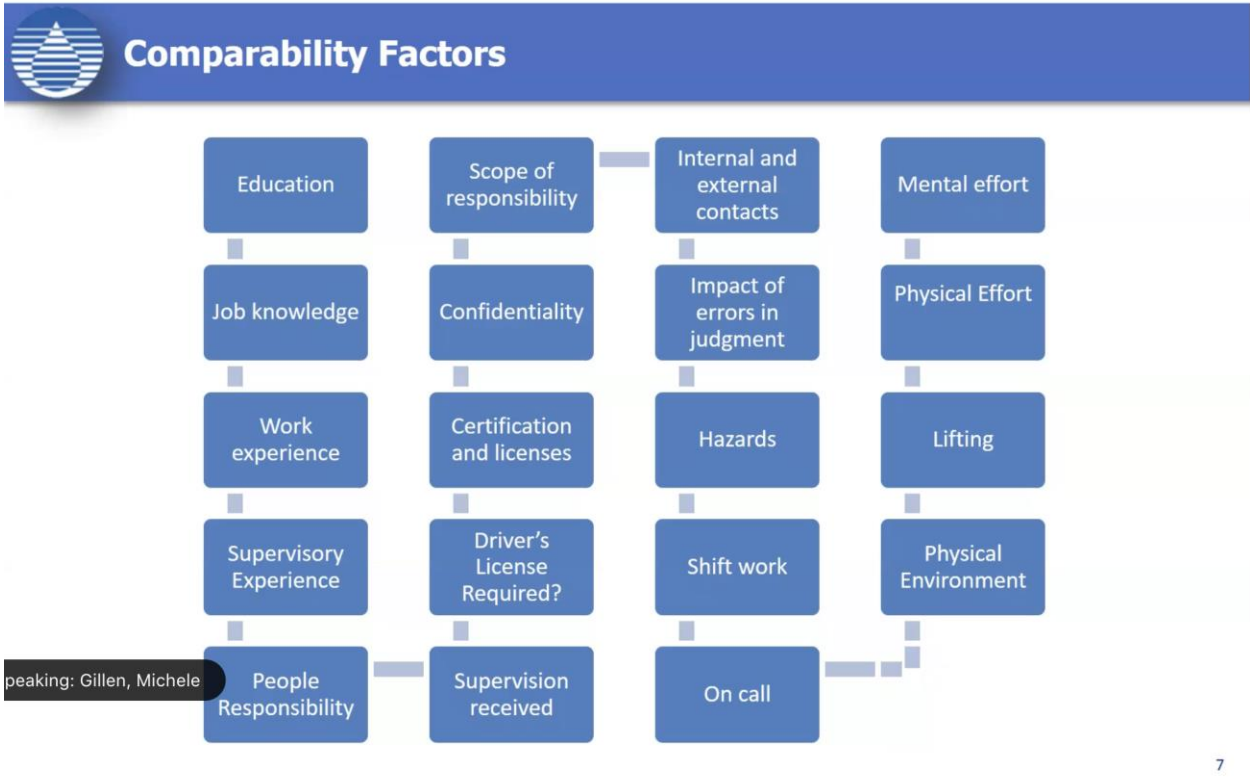 Comparability Factors
Education
Job knowledge
Work
experience
Supervisory
Experience
People
Responsibility
Supervision
received
Driver's
License
Required?
Certification
and licenses
Confidentiality
Scope of
responsibility
Internal and
external
contacts
Impact of
errors in
judgment
Hazards
Shift work
On call
Physical
Environment
Lifting
Physical Effort
Mental effort
peaking: Gillen, Michele
7